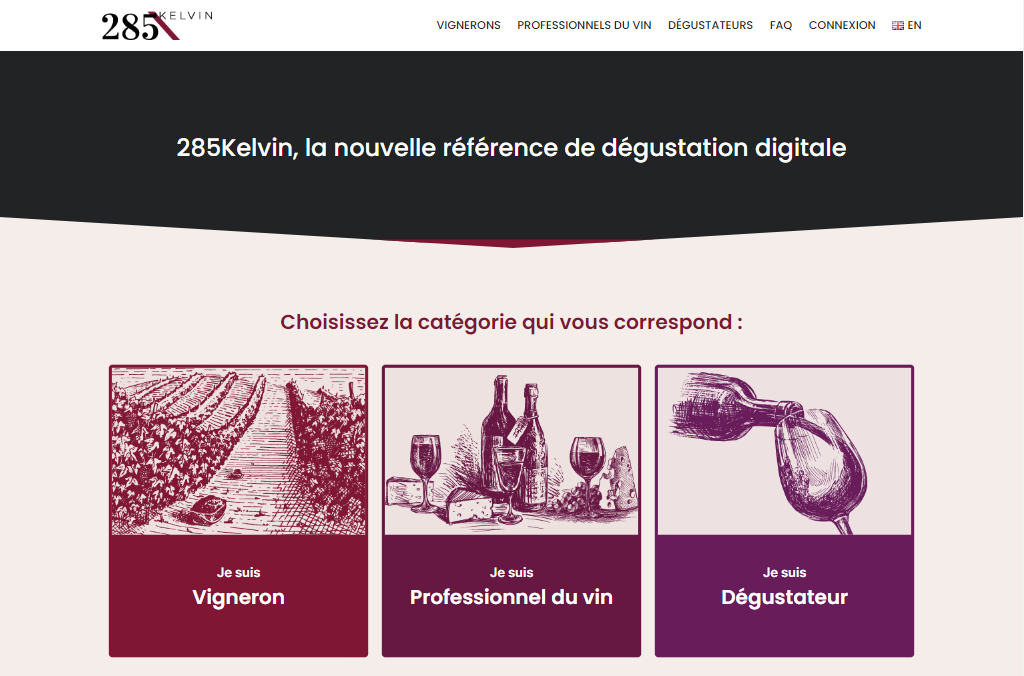 285 KELVIN
VIGNERONS
PROFESSIONNELS DU VIN
DÉGUSTATEURS
FAQ
CONNEXION
EN
285Kelvin, la nouvelle référence de dégustation digitale
Choisissez la catégorie qui vous correspond :
Je suis
Vigneron
Je suis
Professionnel du vin
Je suis
Dégustateur